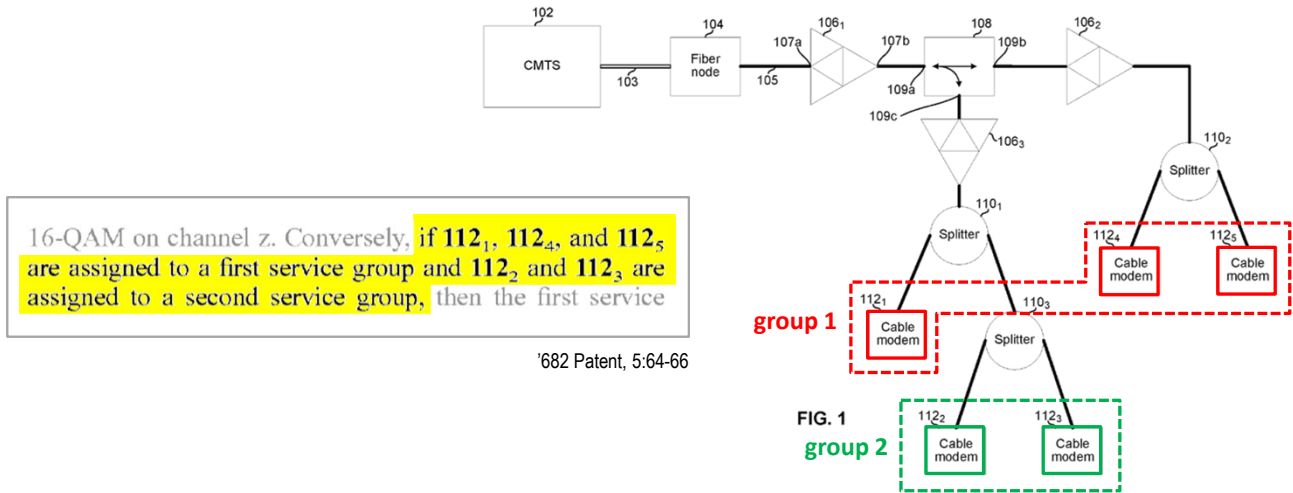 102
CMTS
103
104
Fiber
node
105
107a
106₁
107b
108
109a
109b
109c
106₂
106₃
110₂
Splitter
110₁
Splitter
112₄
Cable
modem
112₅
Cable
modem
16-QAM on channel z. Conversely, if 112₁, 112₄, and 112₅
are assigned to a first service group and 112₂ and 112₃ are
assigned to a second service group, then the first service
'682 Patent, 5:64-66
group 1
112₁
Cable
modem
110₃
Splitter
FIG. 1
group 2
112₂
Cable
modem
112₃
Cable
modem